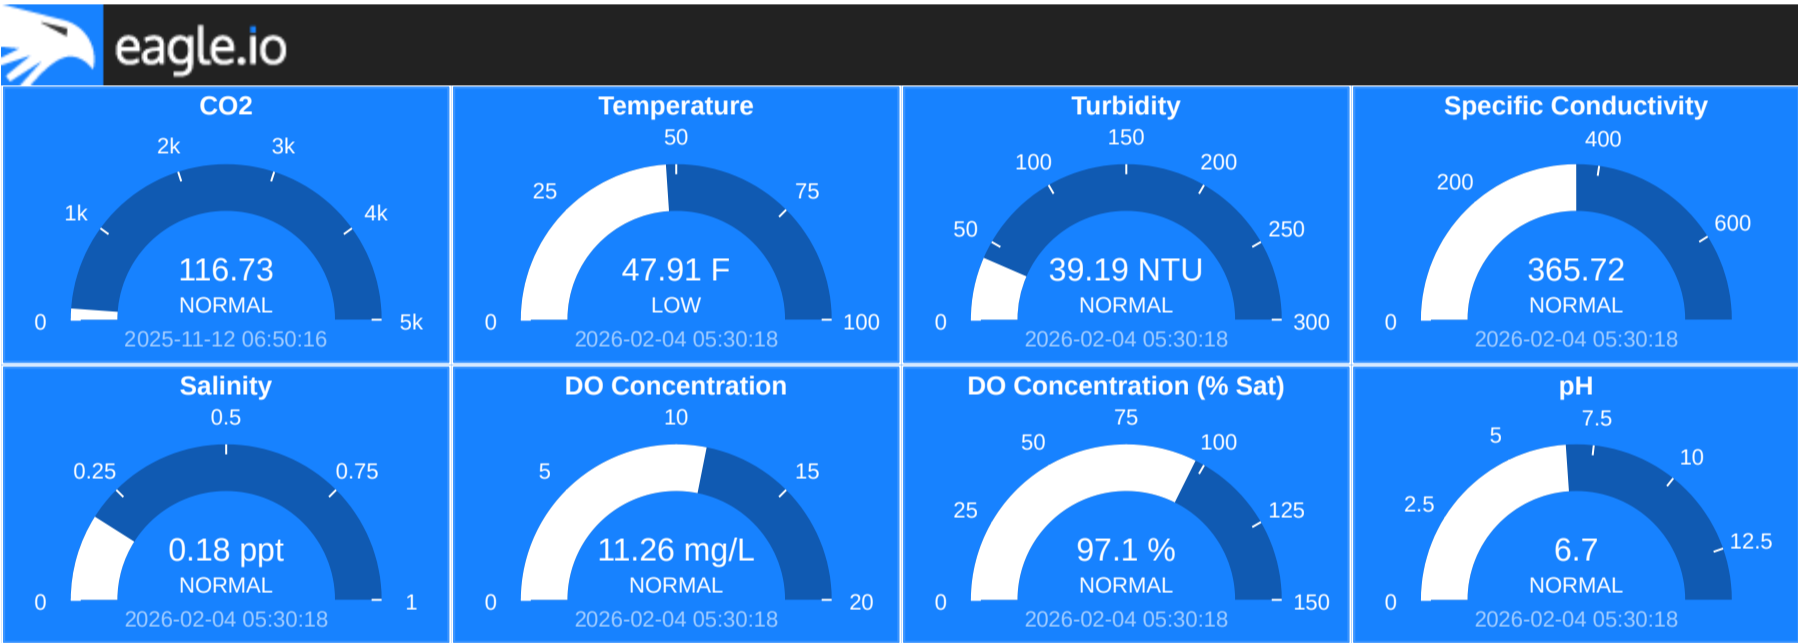 eagle.io
CO2
2k
3k
1k
4k
0
5k
116.73
NORMAL
2025-11-12 06:50:16
Temperature
50
25
75
0
100
47.91 F
LOW
2026-02-04 05:30:18
Turbidity
150
100
200
50
250
0
300
39.19 NTU
NORMAL
2026-02-04 05:30:18
Specific Conductivity
400
200
600
0
365.72
NORMAL
2026-02-04 05:30:18
Salinity
0.5
0.25
0.75
0
1
0.18 ppt
NORMAL
2026-02-04 05:30:18
DO Concentration
10
5
15
0
20
11.26 mg/L
NORMAL
2026-02-04 05:30:18
DO Concentration (% Sat)
75
50
100
25
125
0
150
97.1 %
NORMAL
2026-02-04 05:30:18
pH
7.5
5
10
2.5
12.5
0
6.7
NORMAL
2026-02-04 05:30:18